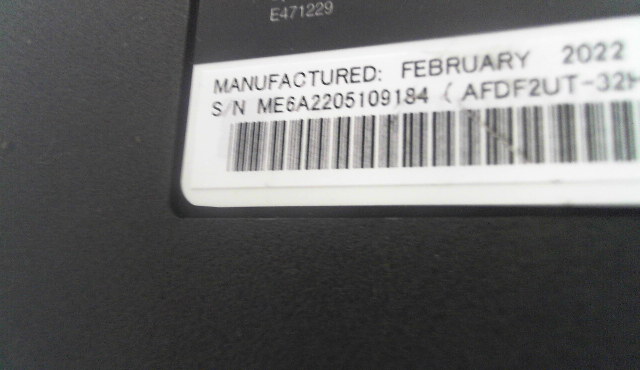 E471229
MANUFACTURED: FEBRUARY 2022
S/N ME6A2205109184 (AFDF2UT-32